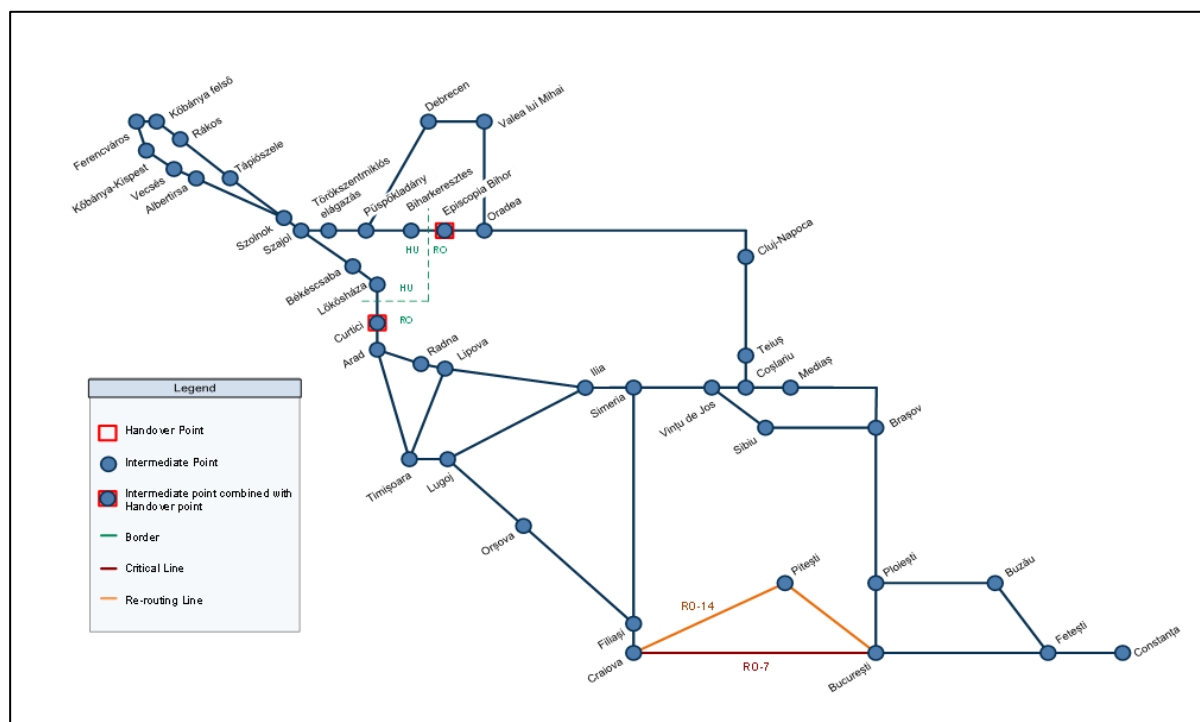 Kőbánya felső
Ferencváros
Rákos
Kőbánya-Kispest
Vecsés
Albertirsa
Tápiószele
Debrecen
Valea lui Mihai
Szolnok
Szajol
Törökszentmiklós
elágazás
Püspökladány
Biharkeresztes
Episcopia Bihor
Oradea
HU
RO
Cluj-Napoca
Békéscsaba
Lőkösháza
HU
RO
Curtici
Arad
Radna
Lipova
Ilia
Simeria
Vințu de Jos
Teiuș
Coșlariu
Mediaș
Sibiu
Brașov
Timișoara
Lugoj
Orșova
Filiași
Craiova
RO-14
Pitești
RO-7
București
Ploiești
Buzău
Fetești
Constanța
Legend
Handover Point
Intermediate Point
Intermediate point combined with
Handover point
Border
Critical Line
Re-routing Line